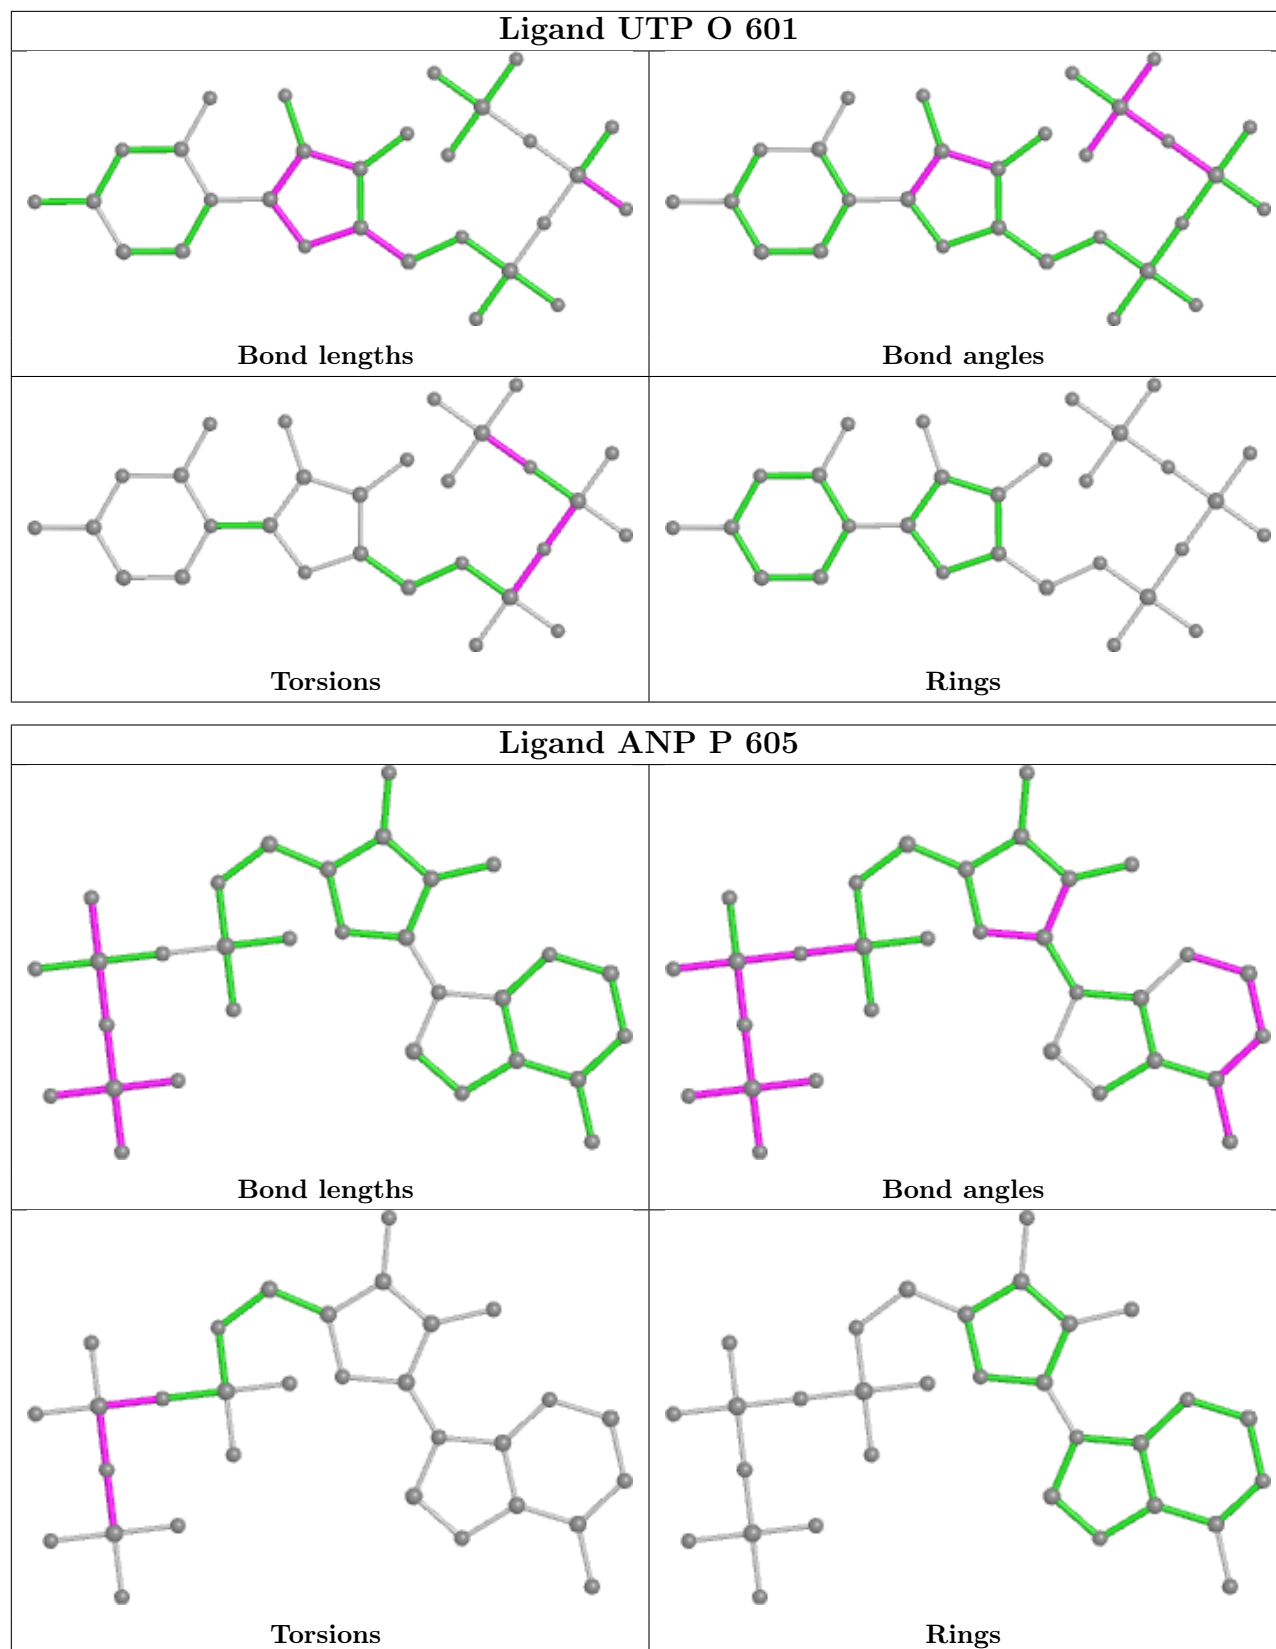 Ligand UTP O 601
Bond lengths
Bond angles
Torsions
Rings
Ligand ANP P 605
Bond lengths
Bond angles
Torsions
Rings